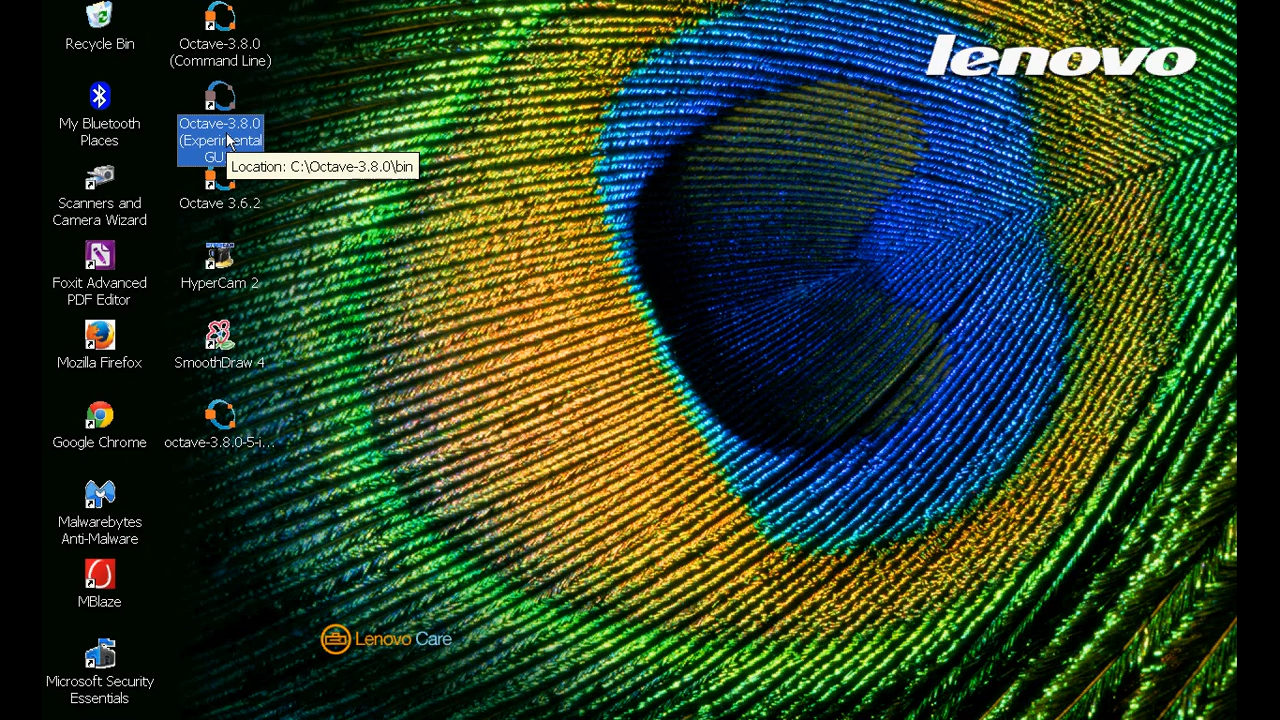 Recycle Bin
My Bluetooth
Places
Scanners and
Camera Wizard
Foxit Advanced
PDF Editor
Mozilla Firefox
Google Chrome
Malwarebytes
Anti-Malware
MBlaze
Microsoft Security
Essentials
Octave-3.8.0
(Command Line)
Octave-3.8.0
(Experimental
GU
Location: C:\Octave-3.8.0\bin
Octave 3.6.2
HyperCam 2
SmoothDraw 4
octave-3.8.0-5-i...
lenovo
Lenovo Care